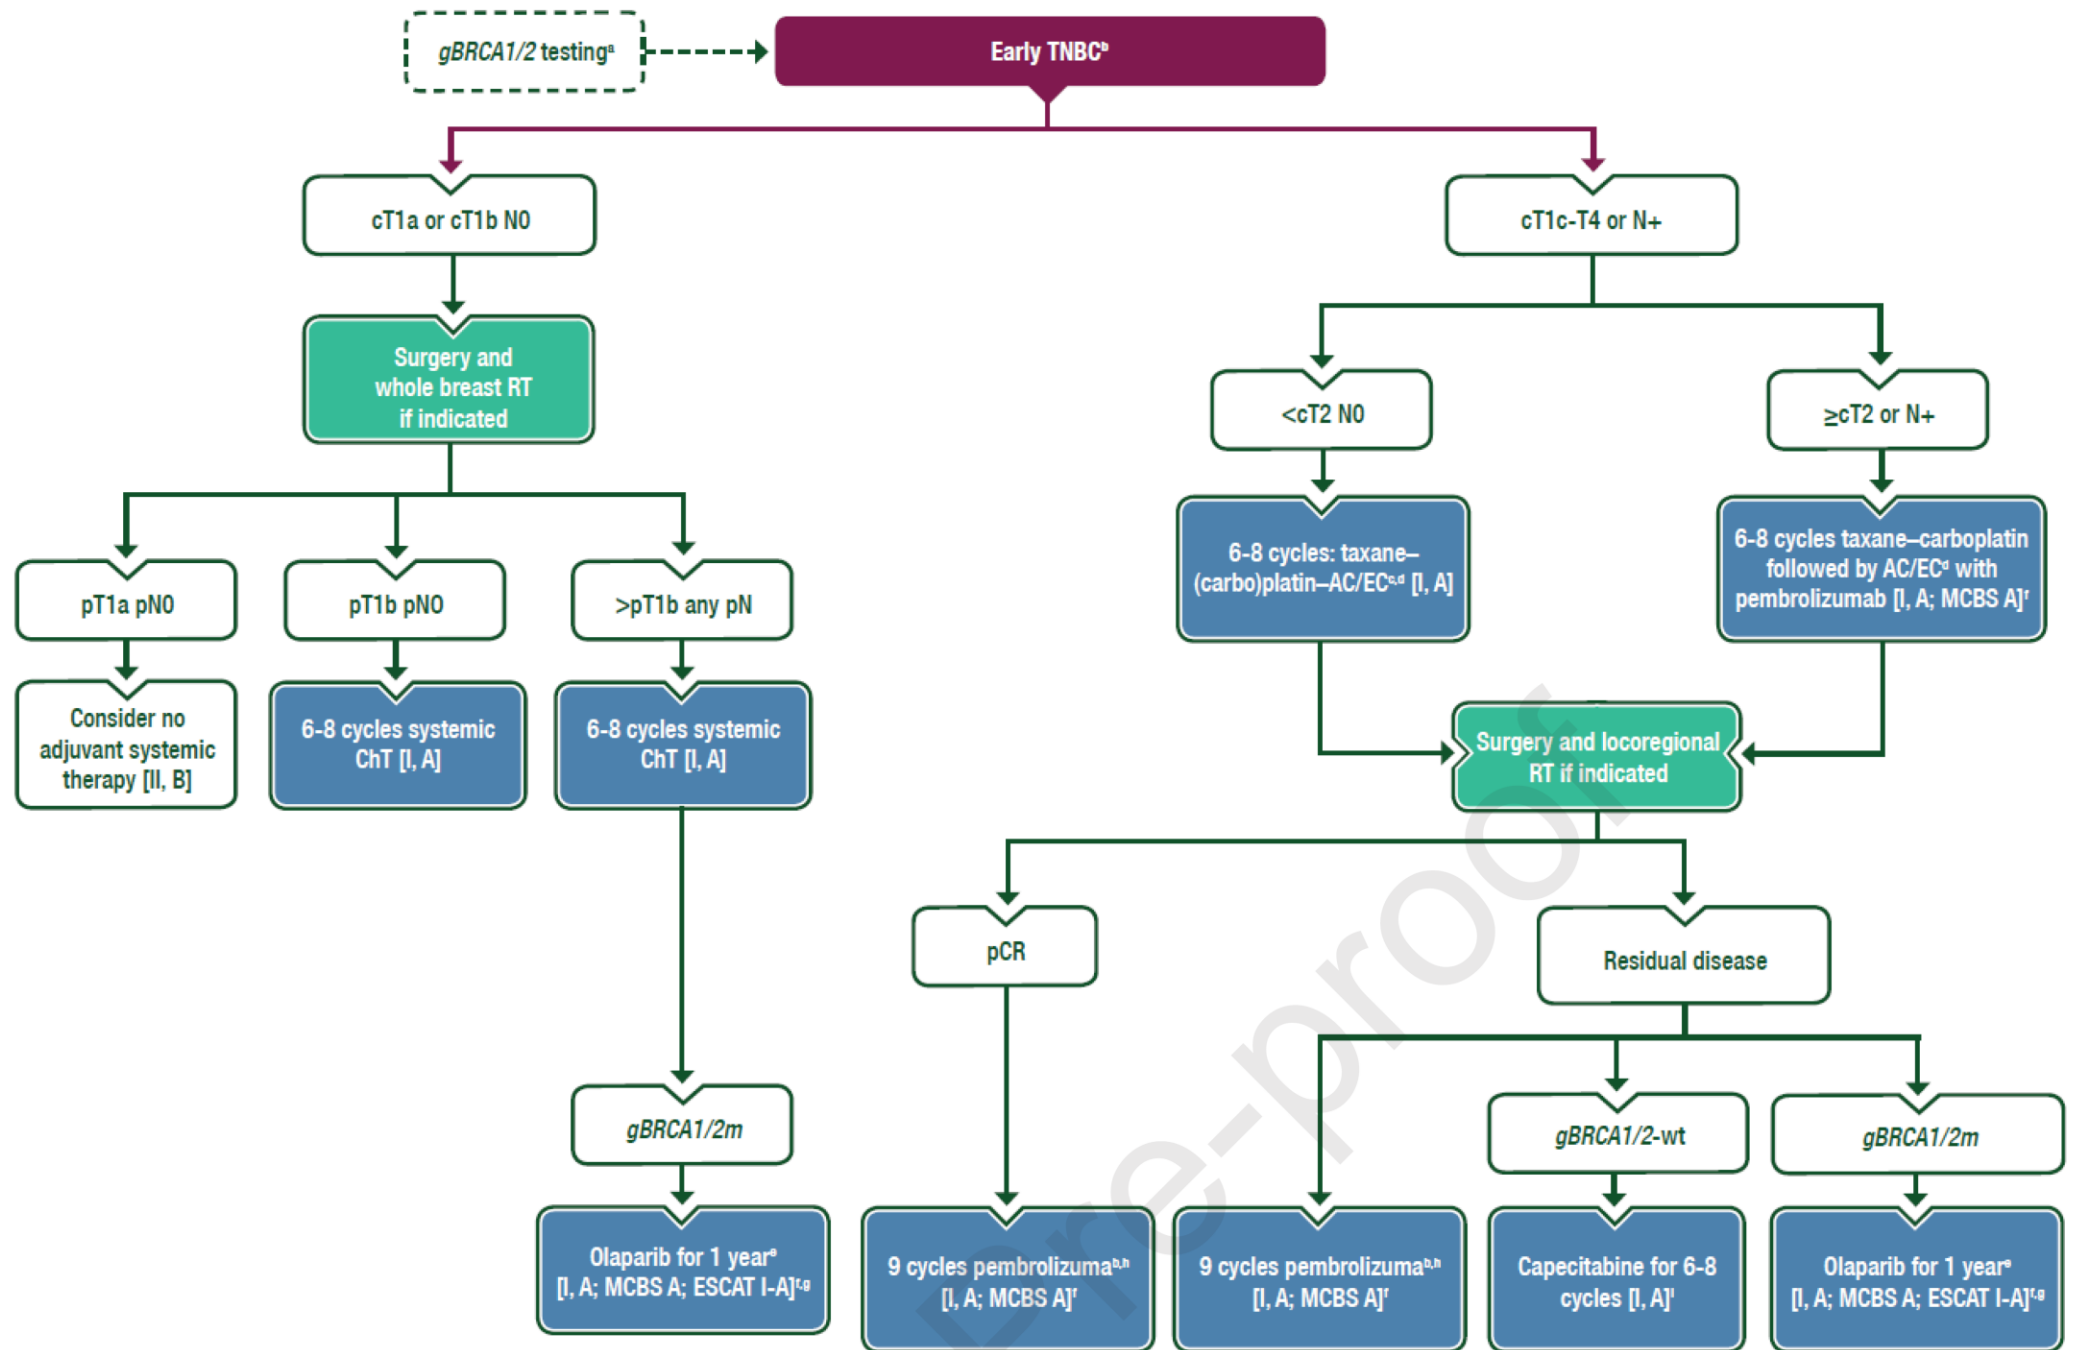 gBRCA1/2 testingᵃ
Early TNBCᵇ
cT1a or cT1b N0
cT1c-T4 or N+
Surgery and
whole breast RT
if indicated
<cT2 N0
≥cT2 or N+
6-8 cycles: taxane–
(carbo)platin–AC/ECᶜ,ᵈ [I, A]
6-8 cycles taxane–carboplatin
followed by AC/ECᵈ with
pembrolizumab [I, A; MCBS A]ᶠ
pT1a pN0
pT1b pN0
>pT1b any pN
Consider no
adjuvant systemic
therapy [II, B]
6-8 cycles systemic
ChT [I, A]
6-8 cycles systemic
ChT [I, A]
Surgery and locoregional
RT if indicated
pCR
Residual disease
gBRCA1/2m
gBRCA1/2-wt
gBRCA1/2m
Olaparib for 1 yearᵉ
[I, A; MCBS A; ESCAT I-A]ᶠ,ᵍ
9 cycles pembrolizumaᵇ,ʰ
[I, A; MCBS A]ᶠ
9 cycles pembrolizumaᵇ,ʰ
[I, A; MCBS A]ᶠ
Capecitabine for 6-8
cycles [I, A]ⁱ
Olaparib for 1 yearᵉ
[I, A; MCBS A; ESCAT I-A]ᶠ,ᵍ
Pre-proof